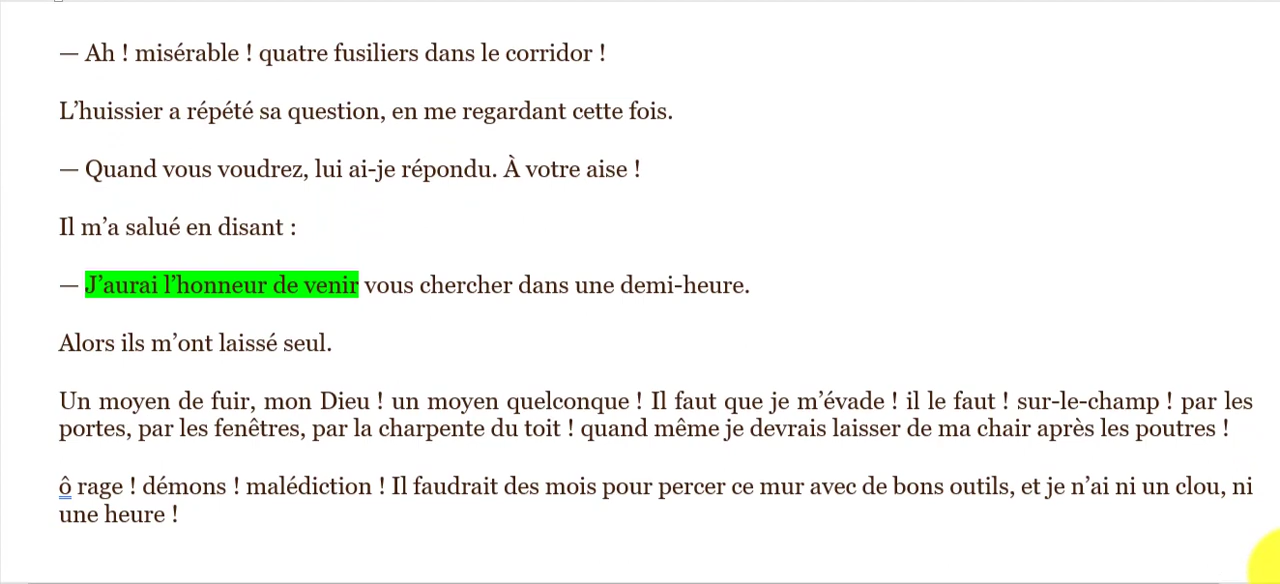 — Ah ! misérable ! quatre fusiliers dans le corridor !
L’huissier a répété sa question, en me regardant cette fois.
— Quand vous voudrez, lui ai-je répondu. À votre aise !
Il m’a salué en disant :
— J’aurai l’honneur de venir vous chercher dans une demi-heure.
Alors ils m’ont laissé seul.
Un moyen de fuir, mon Dieu ! un moyen quelconque ! Il faut que je m’évade ! il le faut ! sur-le-champ ! par les
portes, par les fenêtres, par la charpente du toit ! quand même je devrais laisser de ma chair après les poutres !
ô rage ! démons ! malédiction ! Il faudrait des mois pour percer ce mur avec de bons outils, et je n’ai ni un clou, ni
une heure !